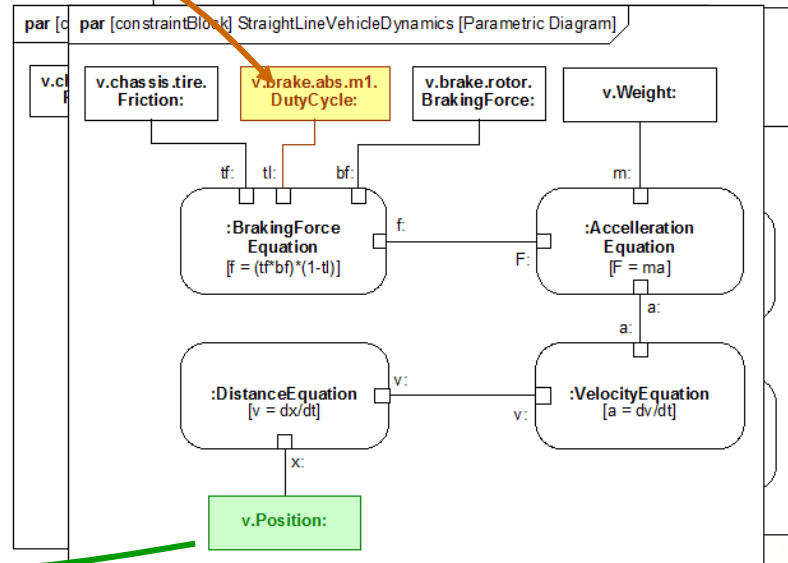 par [c
par [constraintBlock] StraightLineVehicleDynamics [Parametric Diagram]
v.ch
v.chassis.tire.
Friction:
v.brake.abs.m1.
DutyCycle:
v.brake.rotor.
BrakingForce:
v.Weight:
tf:
tl:
bf:
m:
:BrakingForce
Equation
[f = (tf*bf)*(1-tl)]
f:
F:
:Accelleration
Equation
[F = ma]
a:
a:
:DistanceEquation
[v = dx/dt]
v:
v:
:VelocityEquation
[a = dv/dt]
x:
v.Position: